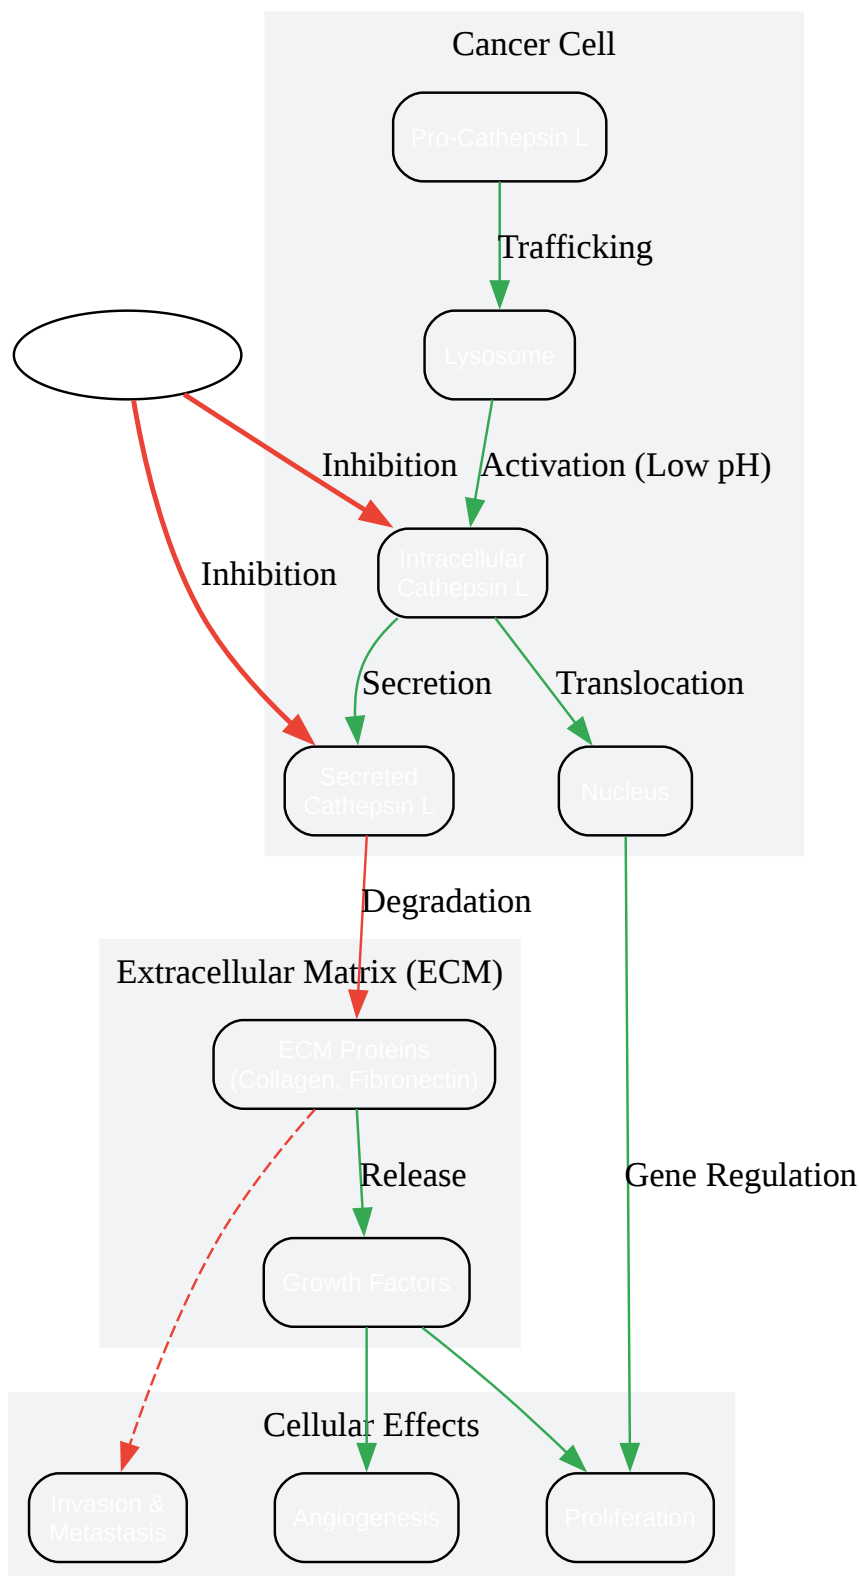 Cancer Cell
Pro-Cathepsin L
Trafficking
Lysosome
Inhibition
Activation (Low pH)
Intracellular
Cathepsin L
Inhibition
Secretion
Translocation
Secreted
Cathepsin L
Nucleus
Degradation
Extracellular Matrix (ECM)
ECM Proteins
(Collagen, Fibronectin)
Release
Gene Regulation
Growth Factors
Cellular Effects
Invasion &
Metastasis
Angiogenesis
Proliferation